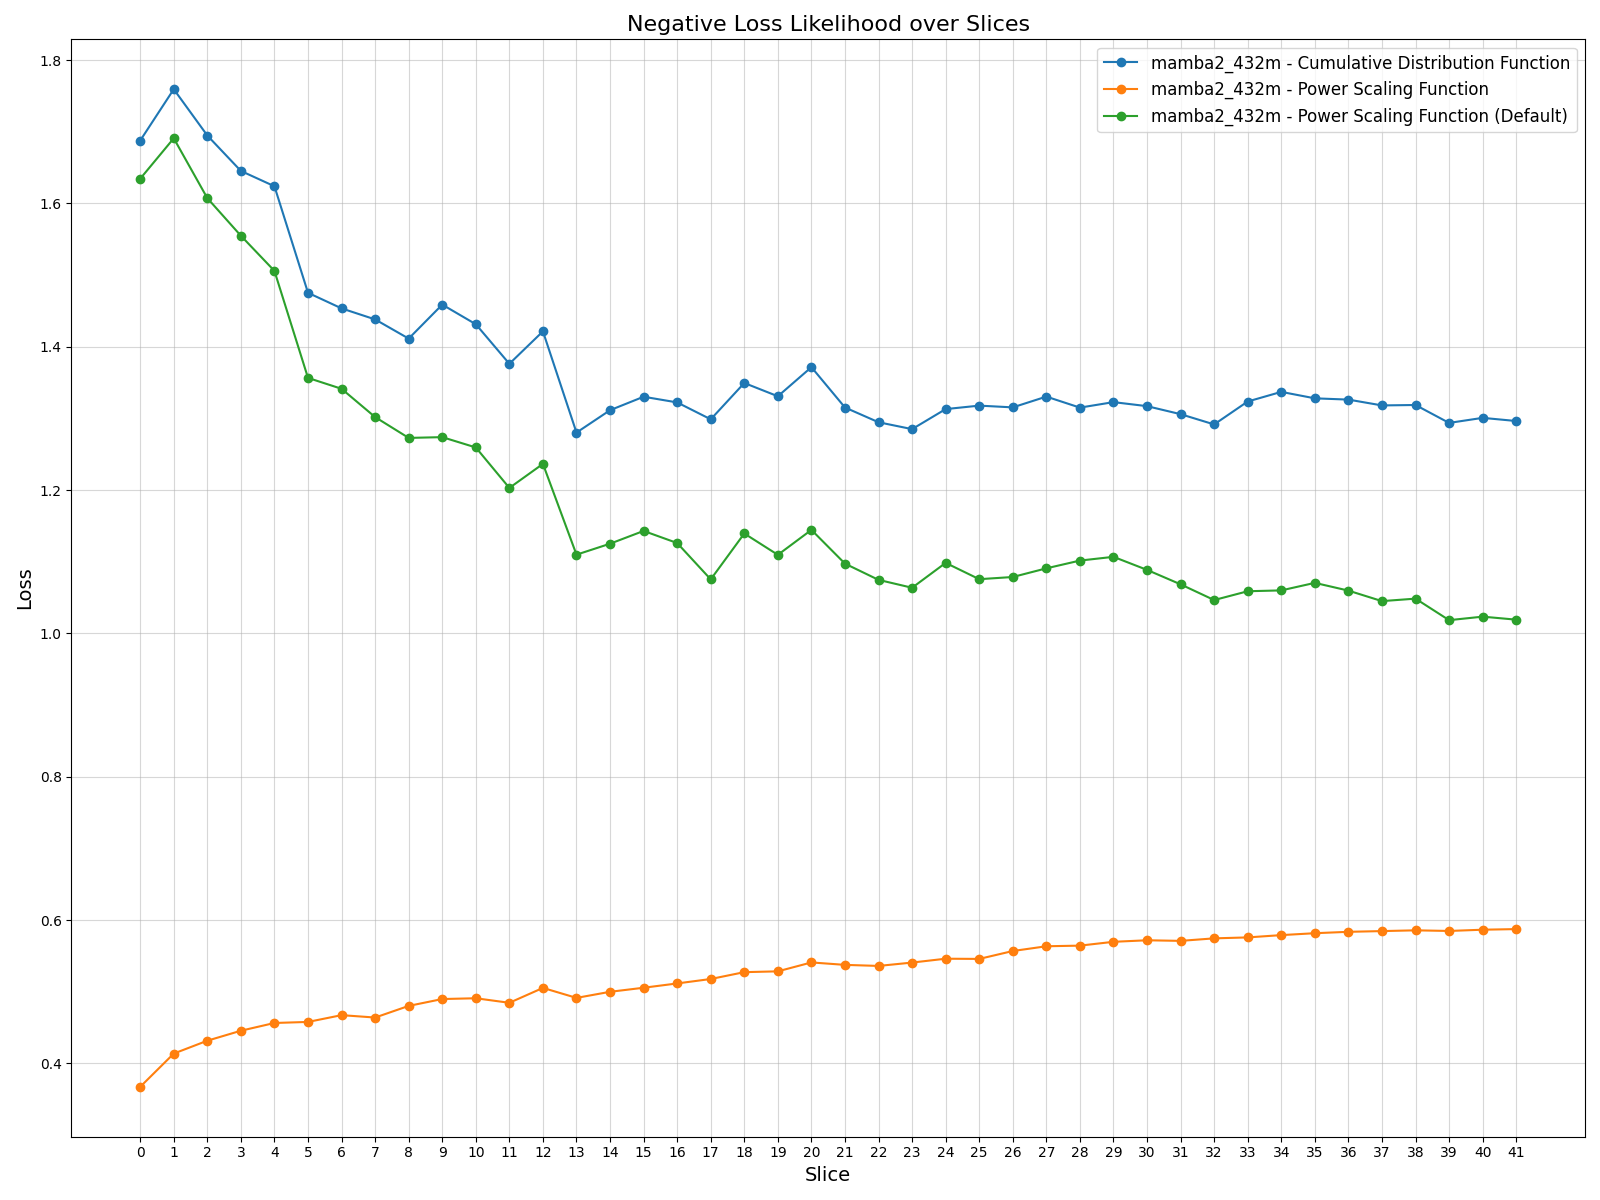 Negative Loss Likelihood over Slices
mamba2_432m - Cumulative Distribution Function
mamba2_432m - Power Scaling Function
mamba2_432m - Power Scaling Function (Default)
1.8
1.6
1.4
1.2
1.0
0.8
0.6
0.4
Loss
0 1 2 3 4 5 6 7 8 9 10 11 12 13 14 15 16 17 18 19 20 21 22 23 24 25 26 27 28 29 30 31 32 33 34 35 36 37 38 39 40 41
Slice